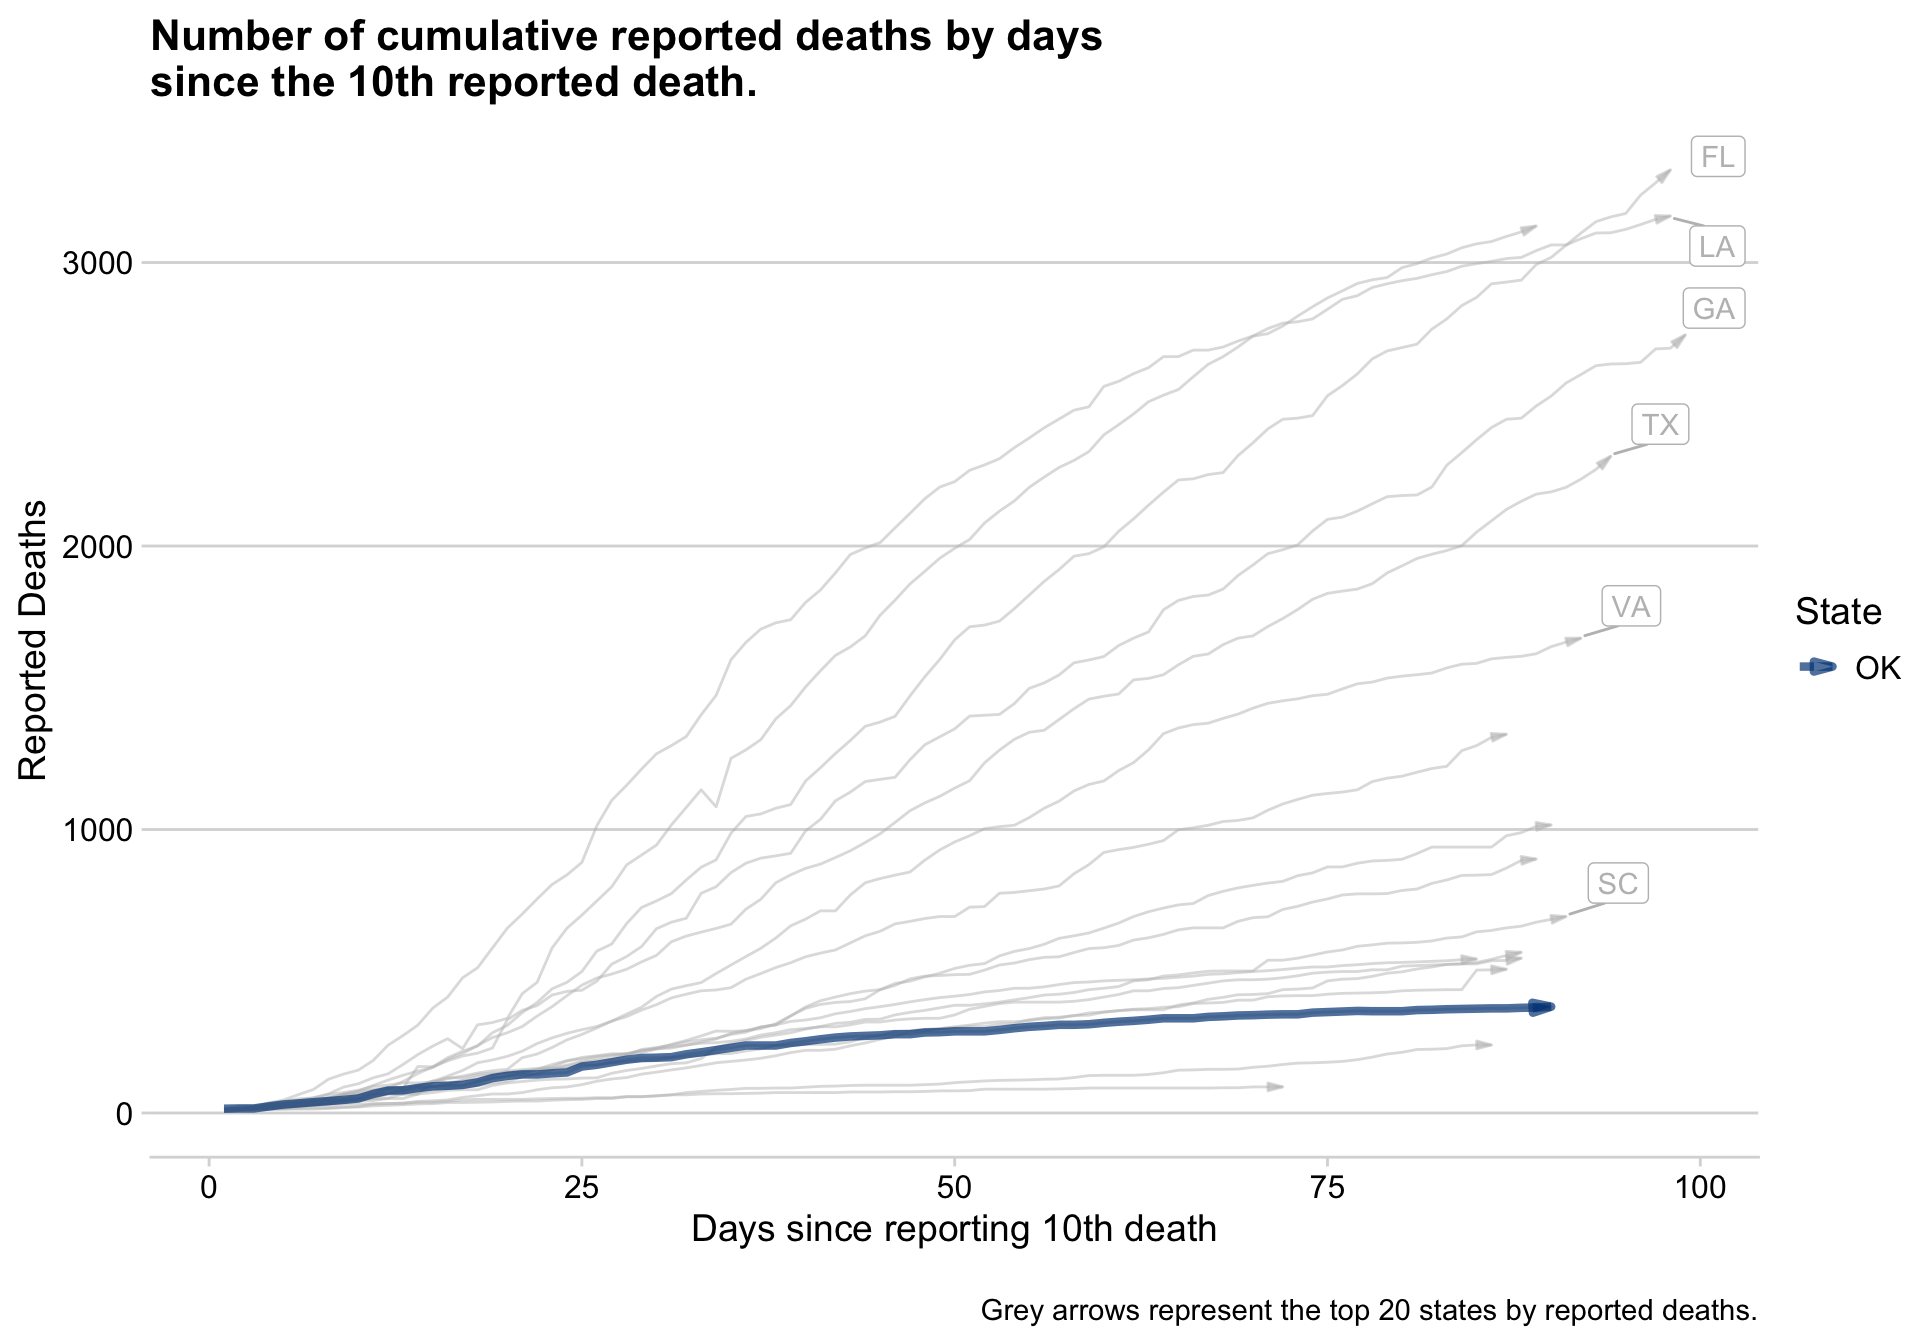 Number of cumulative reported deaths by days
since the 10th reported death.
FL
LA
GA
TX
VA
SC
3000
2000
1000
0
Reported Deaths
State
OK
0 25 50 75 100
Days since reporting 10th death
Grey arrows represent the top 20 states by reported deaths.